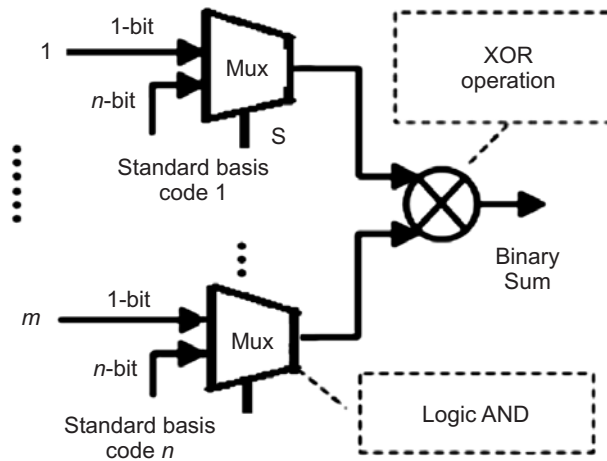 1-bit
1
Mux
n-bit
S
Standard basis
code 1
XOR
operation
Binary
Sum
1-bit
m
Mux
n-bit
Standard basis
code n
Logic AND